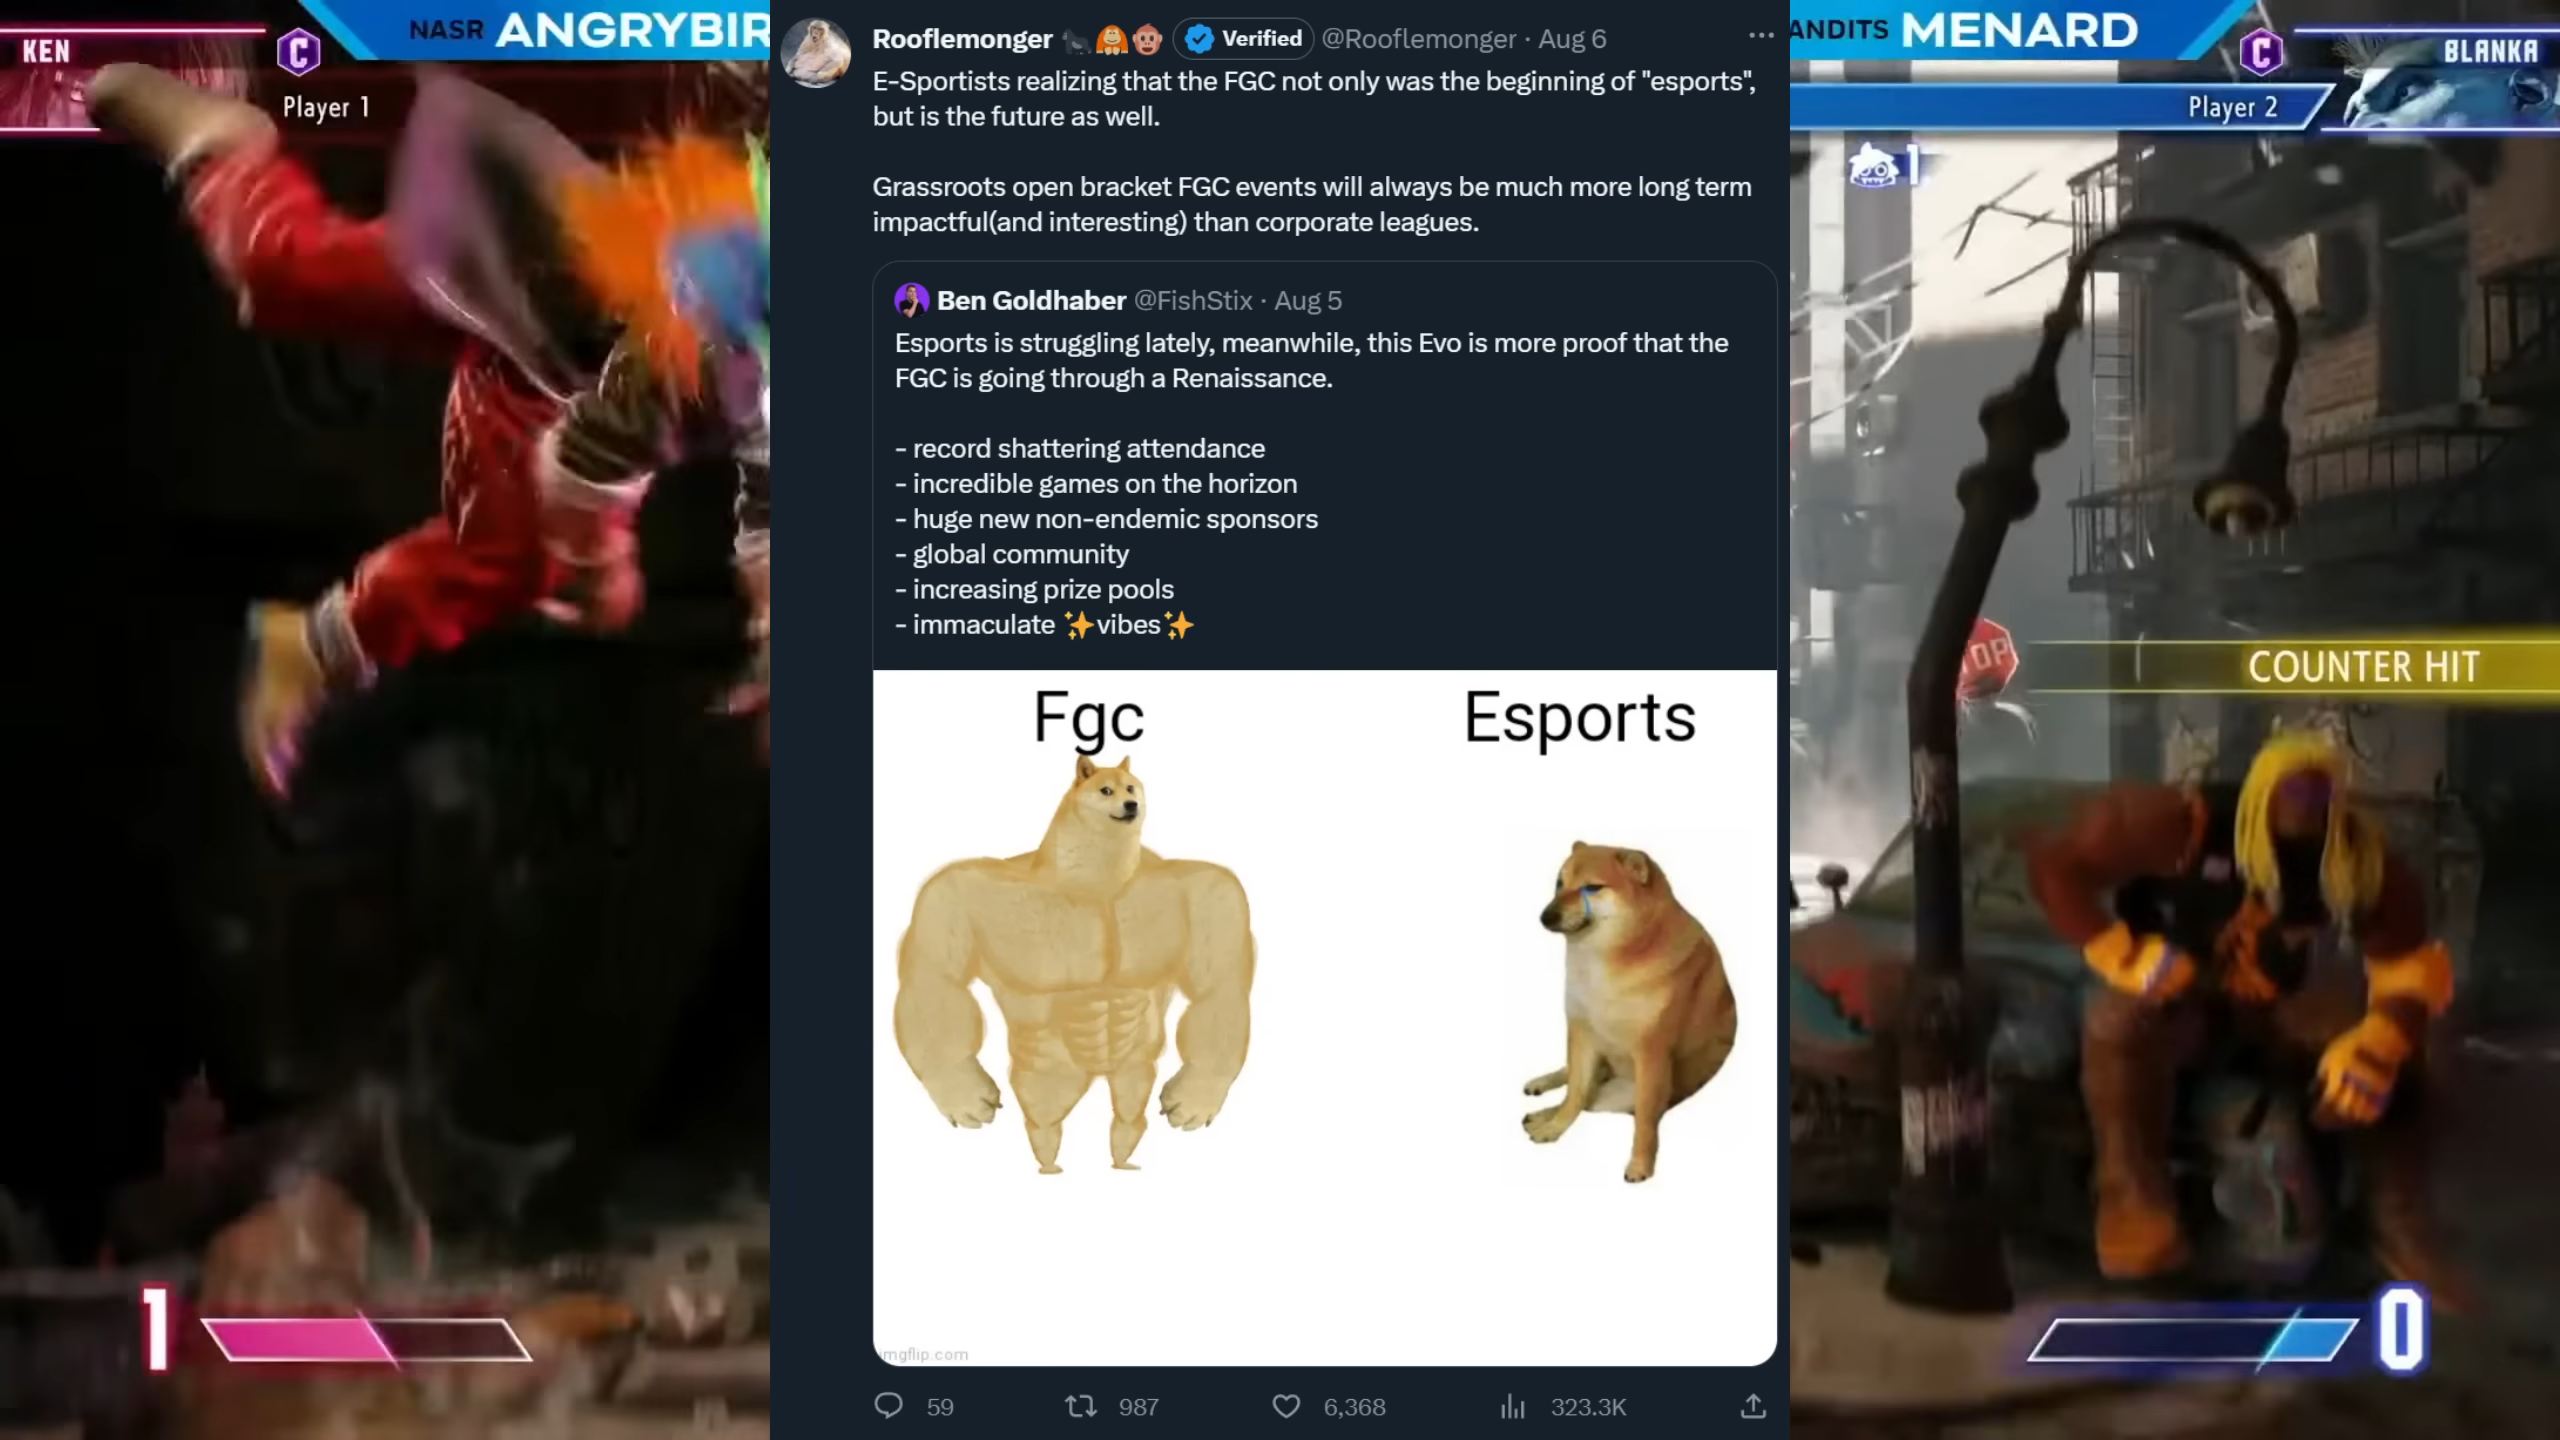 NASR ANGRYBIR
KEN
C
Player 1
1
Rooflemonger Verified @Rooflemonger · Aug 6
E-Sportists realizing that the FGC not only was the beginning of "esports",
but is the future as well.
Grassroots open bracket FGC events will always be much more long term
impactful(and interesting) than corporate leagues.
Ben Goldhaber @FishStix · Aug 5
Esports is struggling lately, meanwhile, this Evo is more proof that the
FGC is going through a Renaissance.
- record shattering attendance
- incredible games on the horizon
- huge new non-endemic sponsors
- global community
- increasing prize pools
- immaculate ✨vibes✨
Fgc Esports
mgflip.com
59 987 6,368 323.3K
ANDITS MENARD
C
BLANKA
Player 2
1
TOP
COUNTER HIT
0